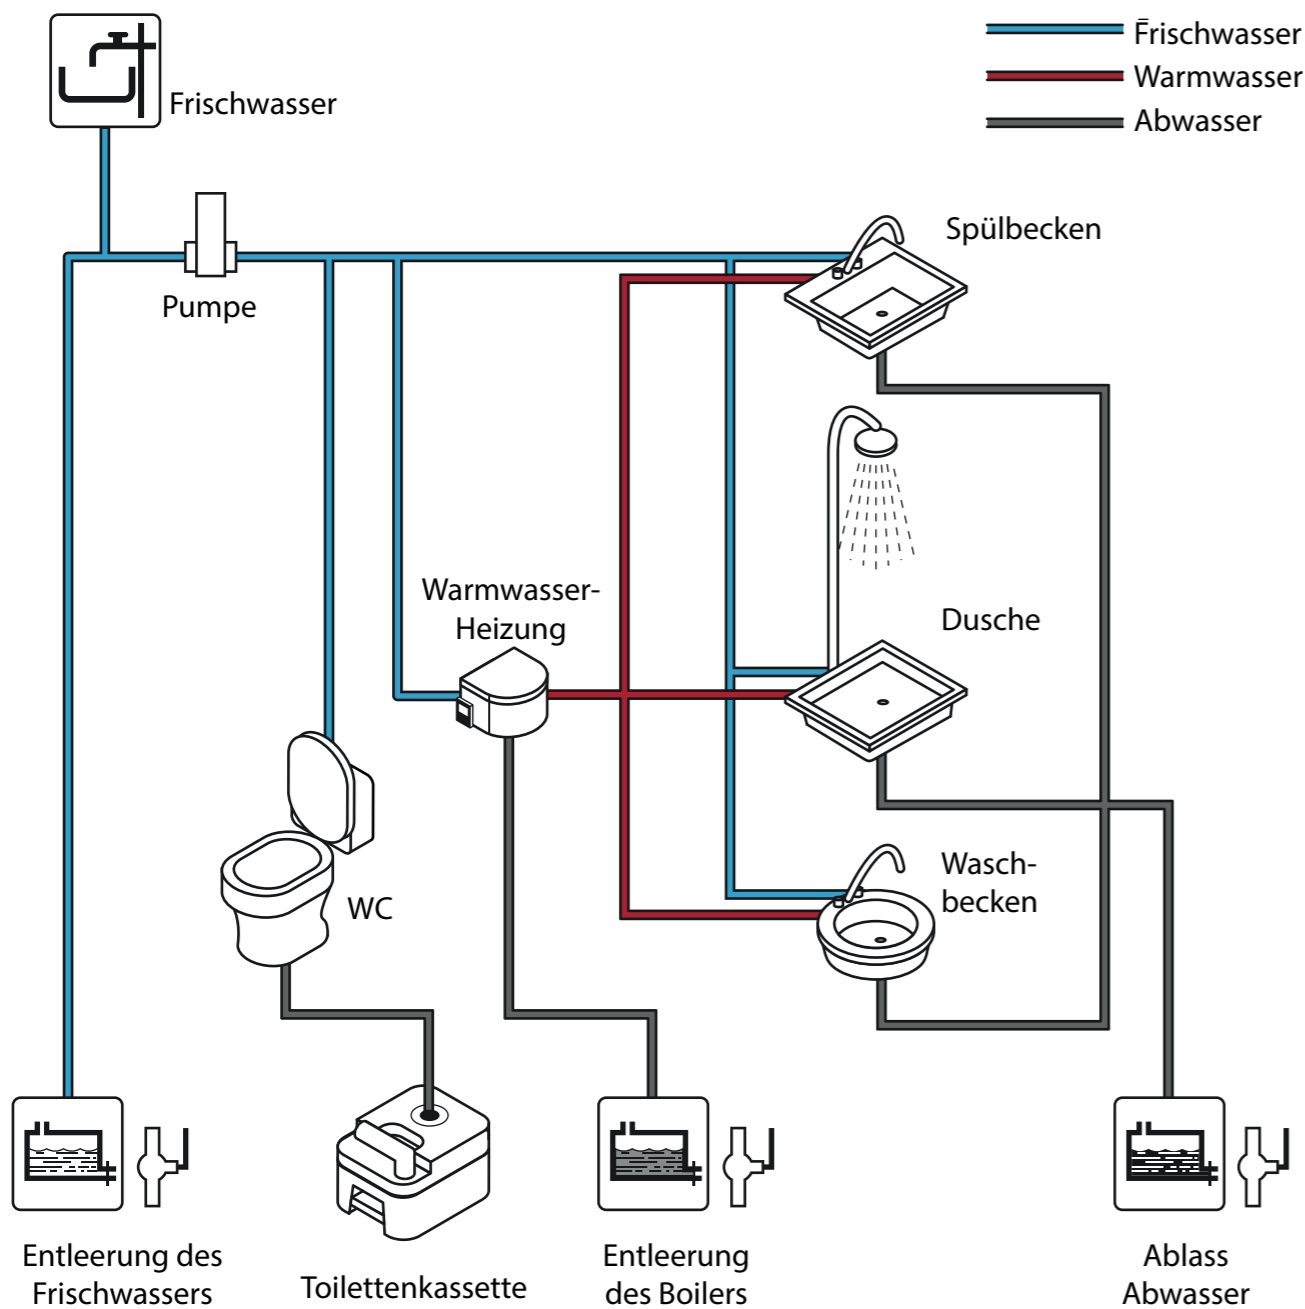 Frischwasser
Warmwasser
Abwasser
Frischwasser
Pumpe
Spülbecken
Warmwasser-
Heizung
Dusche
WC
Wasch-
becken
Entleerung des
Frischwassers
Toilettenkassette
Entleerung
des Boilers
Ablass
Abwasser